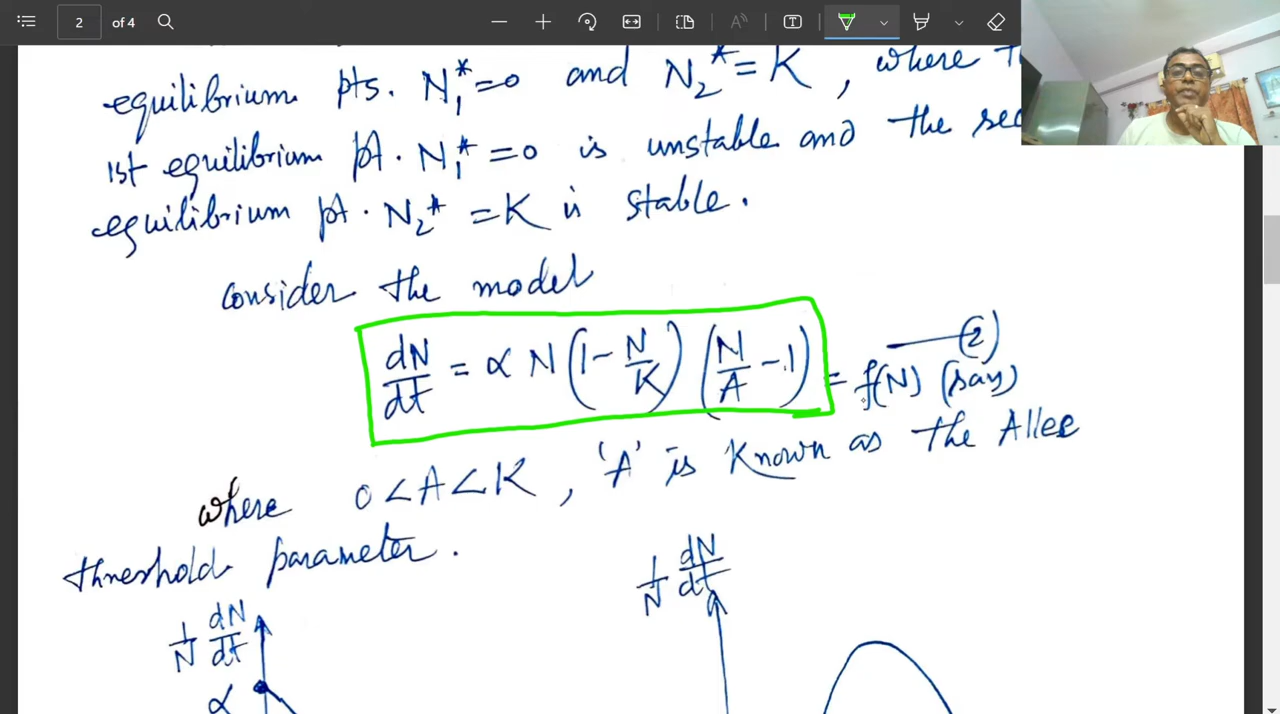 2 of 4
equilibrium pts. N₁*=0 and N₂*=K, where
1st equilibrium pt. N₁*=0 is unstable and the
equilibrium pt. N₂*=K is stable.
Consider the model
dN/dt = α N (1 - N/K) (N/A - 1) = f(N) (say) — (2)
where 0<A<K, 'A' is known as the Allee
threshold parameter.
1/N dN/dt
1/N dN/dt
α